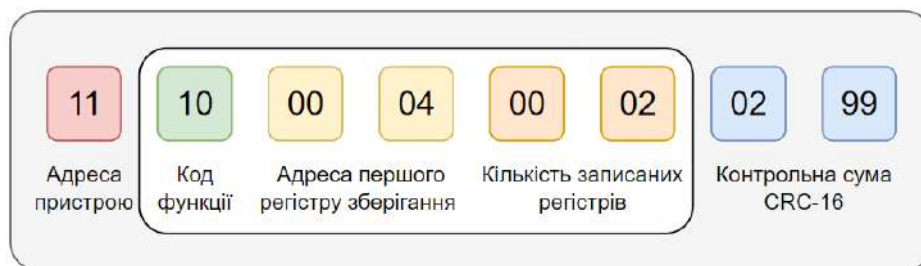 11 10 00 04 00 02 02 99
Адреса пристрою
Код функції
Адреса першого регістру зберігання
Кількість записаних регістрів
Контрольна сума CRC-16